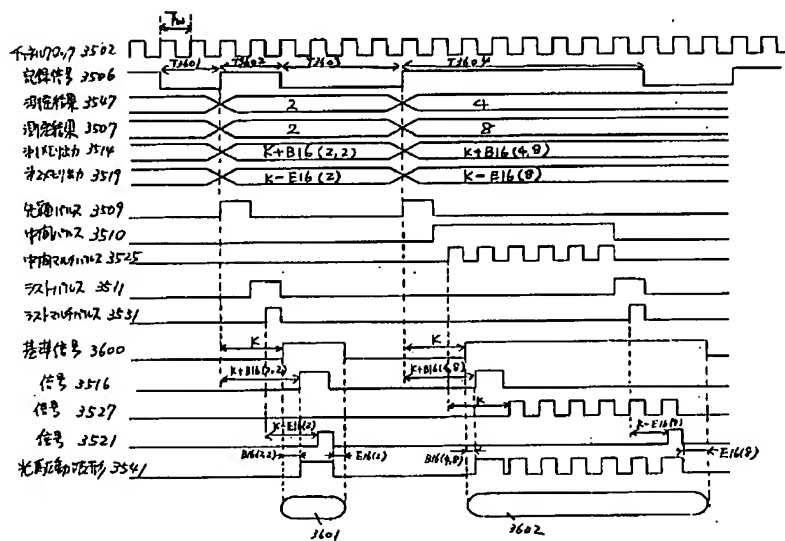 Tw
チャネルクロック 3502
T3601 T3602 T3603 T3604
記録信号 3506
測定結果 3547 2 4
測定結果 3507 2 8
第1メモリ出力 3514 K+B16(2,2) K+B16(4,8)
第2メモリ出力 3519 K-E16(2) K-E16(8)
先頭パルス 3509
中間パルス 3510
中間マルチパルス 3525
ラストパルス 3511
ラストマルチパルス 3531
基準信号 3600 K K
信号 3516 K+B16(2,2) K+B16(4,8)
信号 3527 K
信号 3521 K-E16(2) K-E16(8)
光駆動波形 3541 B16(2,2) E16(2) B16(4,8) E16(8)
3601 3602